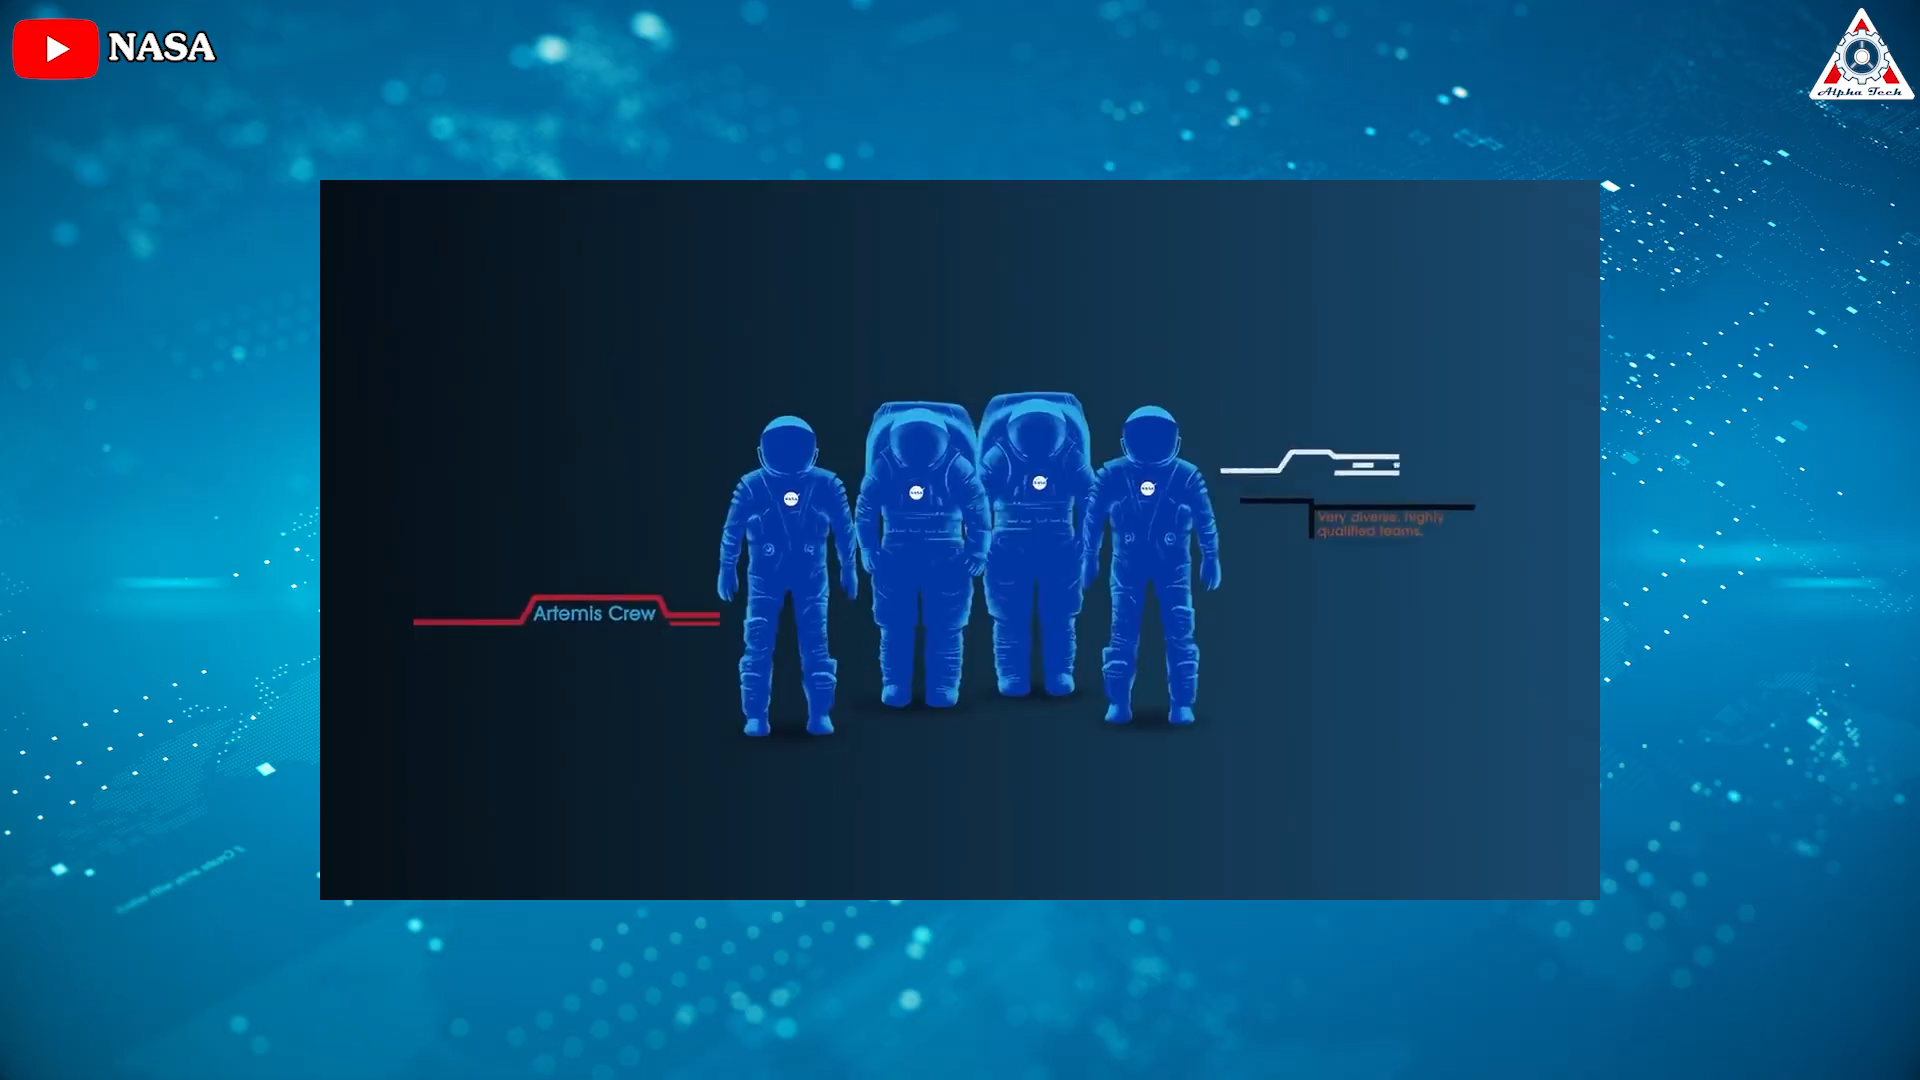 NASA
Alpha Tech
Very diverse, highly
qualified teams.
Artemis Crew